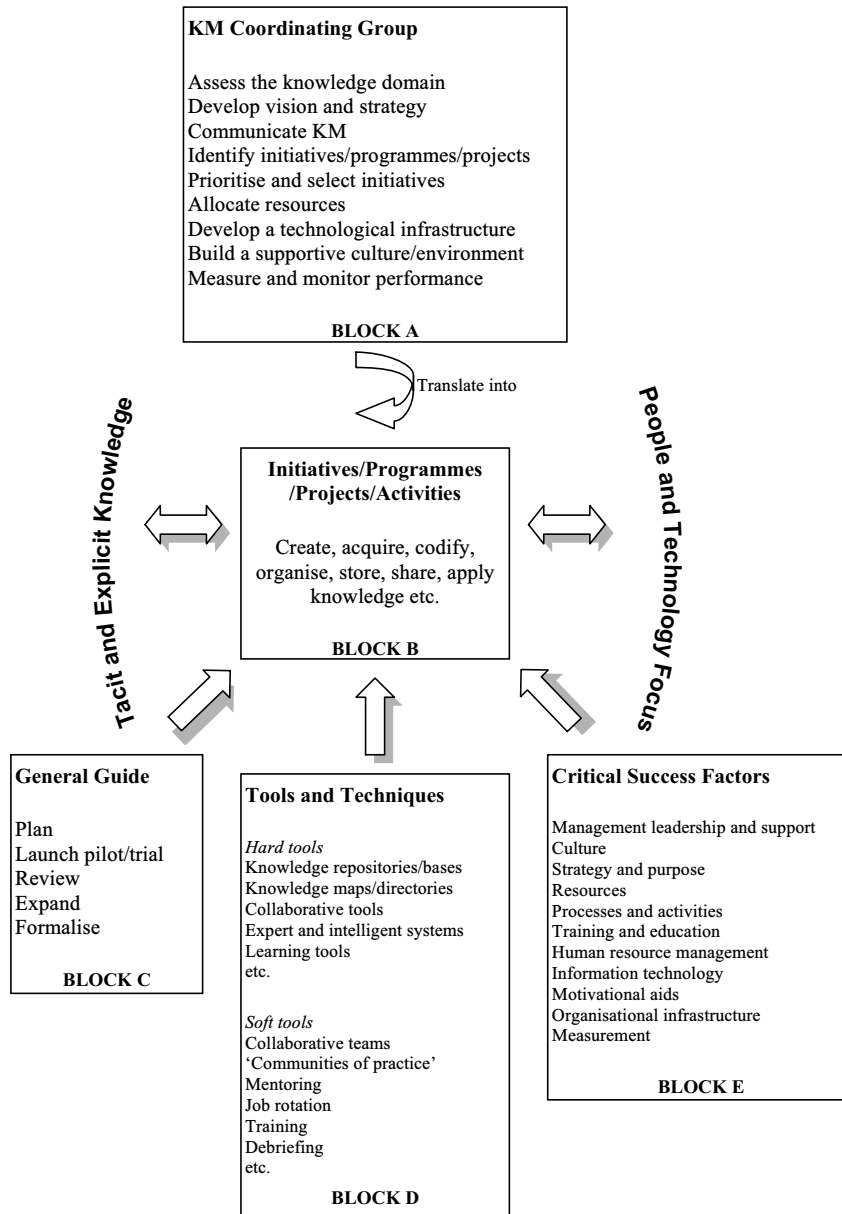 KM Coordinating Group
Assess the knowledge domain
Develop vision and strategy
Communicate KM
Identify initiatives/programmes/projects
Prioritise and select initiatives
Allocate resources
Develop a technological infrastructure
Build a supportive culture/environment
Measure and monitor performance
BLOCK A
Translate into
Tacit and Explicit Knowledge
Initiatives/Programmes
/Projects/Activities
Create, acquire, codify,
organise, store, share, apply
knowledge etc.
BLOCK B
People and Technology Focus
General Guide
Plan
Launch pilot/trial
Review
Expand
Formalise
BLOCK C
Tools and Techniques
Hard tools
Knowledge repositories/bases
Knowledge maps/directories
Collaborative tools
Expert and intelligent systems
Learning tools
etc.
Soft tools
Collaborative teams
‘Communities of practice’
Mentoring
Job rotation
Training
Debriefing
etc.
BLOCK D
Critical Success Factors
Management leadership and support
Culture
Strategy and purpose
Resources
Processes and activities
Training and education
Human resource management
Information technology
Motivational aids
Organisational infrastructure
Measurement
BLOCK E